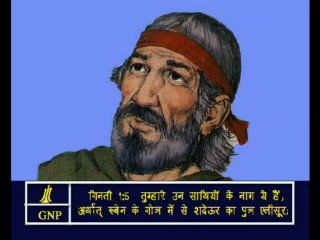 गिनती 1:5 तुम्हारे उन साथियों के नाम ये हैं,
अर्थात् रूबेन के गोत्र में से शदेऊर का पुत्र एलीसूर;
GNP